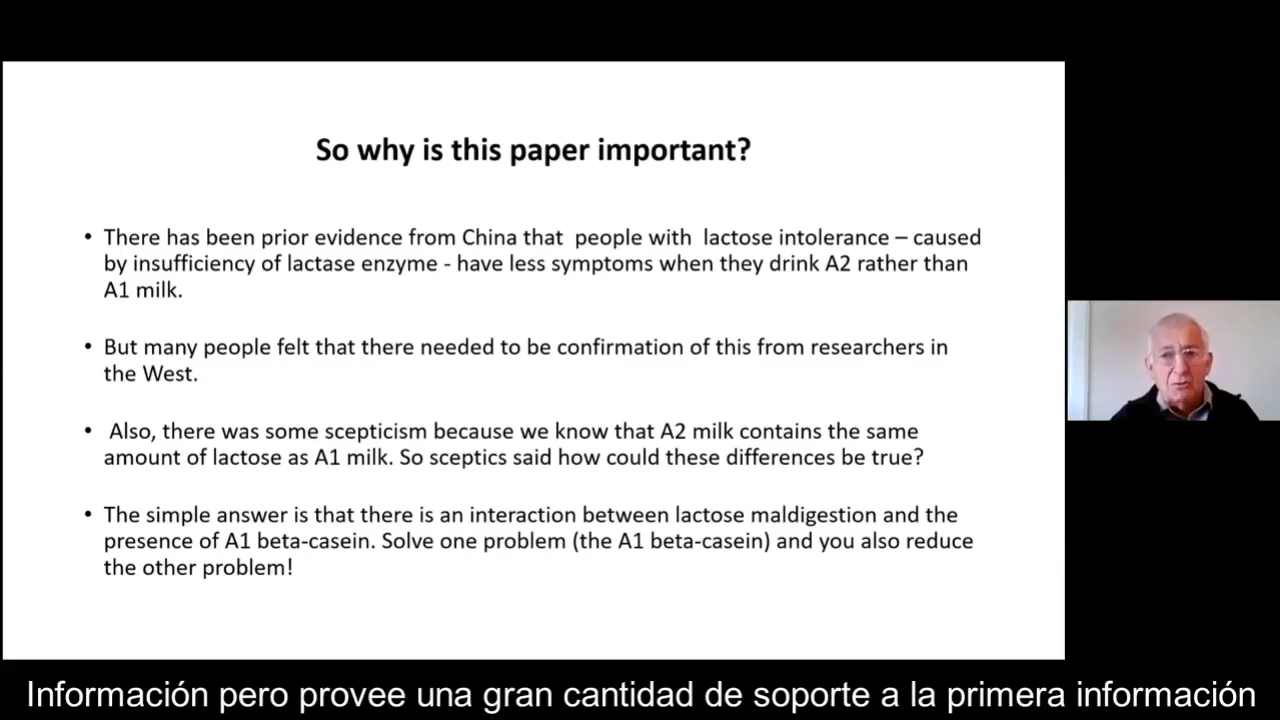 So why is this paper important?
• There has been prior evidence from China that people with lactose intolerance – caused
by insufficiency of lactase enzyme - have less symptoms when they drink A2 rather than
A1 milk.
• But many people felt that there needed to be confirmation of this from researchers in
the West.
• Also, there was some scepticism because we know that A2 milk contains the same
amount of lactose as A1 milk. So sceptics said how could these differences be true?
• The simple answer is that there is an interaction between lactose maldigestion and the
presence of A1 beta-casein. Solve one problem (the A1 beta-casein) and you also reduce
the other problem!
Información pero provee una gran cantidad de soporte a la primera información